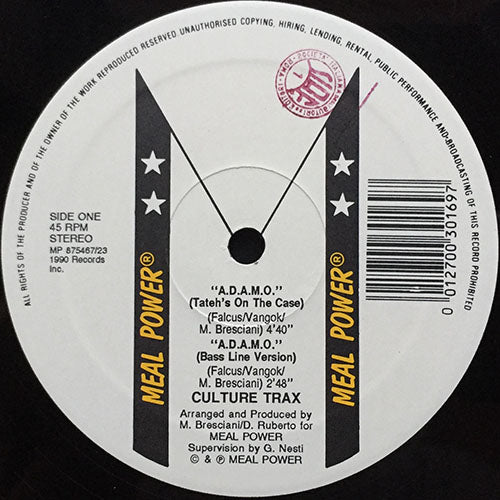 ALL RIGHTS OF THE PRODUCER AND OF THE OWNER OF THE WORK REPRODUCED RESERVED. UNAUTHORISED COPYING, HIRING, LENDING, RENTAL PUBLIC PERFORMANCE AND BROADCASTING OF THIS RECORD PROHIBITED
SIDE ONE
45 RPM
STEREO
MP 875467/23
1990 Records
Inc.
MEAL POWER®
MEAL POWER®
0 012700 301697
"A.D.A.M.O."
(Tateh's On The Case)
(Falcus/Vangok/
M. Bresciani) 4'40"
"A.D.A.M.O."
(Bass Line Version)
(Falcus/Vangok/
M. Bresciani) 2'48"
CULTURE TRAX
Arranged and Produced by
M. Bresciani/D. Ruberto for
MEAL POWER
Supervision by G. Nesti
© & ℗ MEAL POWER